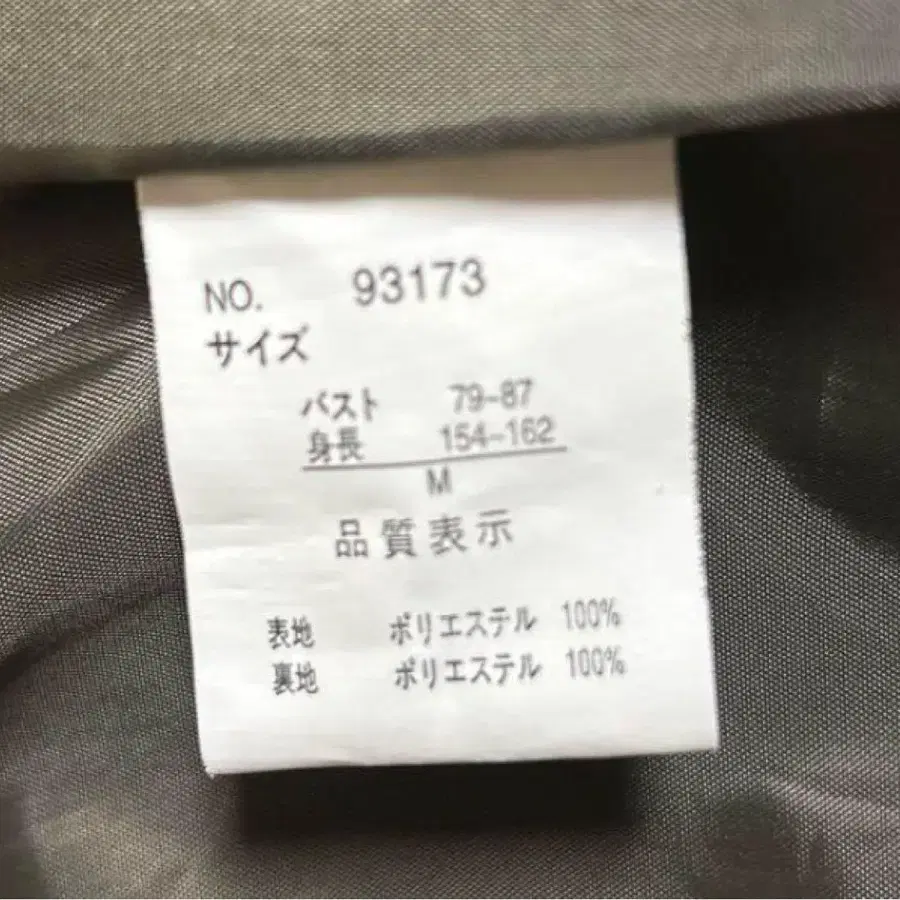 NO. 93173
サイズ
バスト 79-87
身長 154-162
M
品質表示
表地 ポリエステル 100%
裏地 ポリエステル 100%